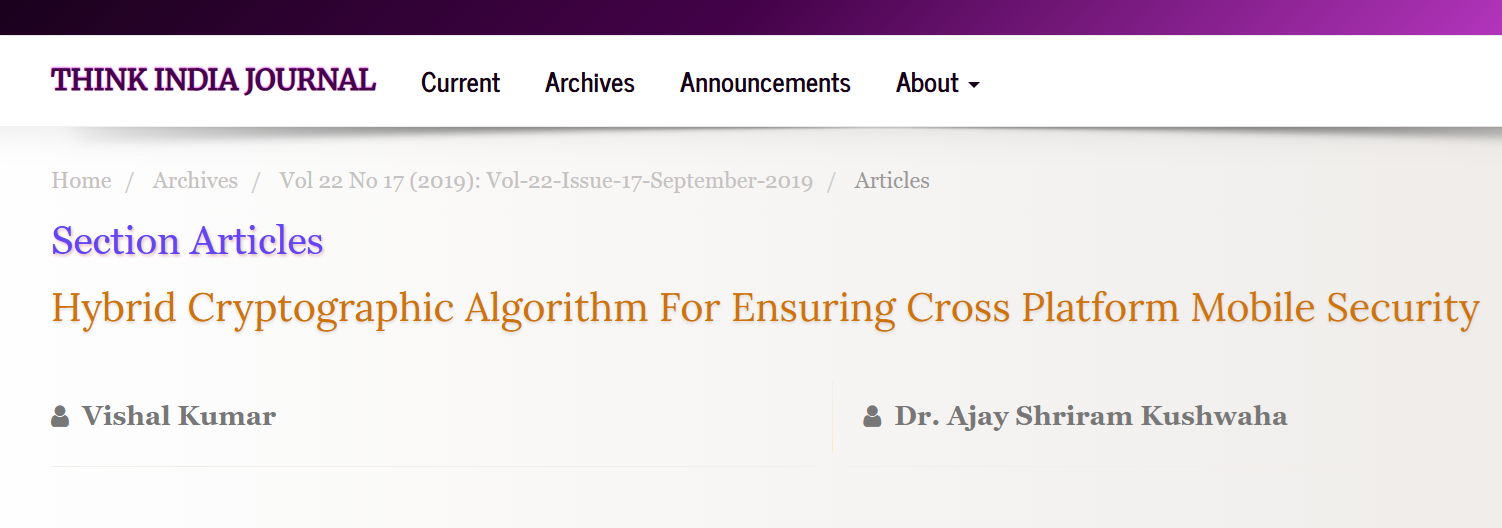 THINK INDIA JOURNAL Current Archives Announcements About
Home / Archives / Vol 22 No 17 (2019): Vol-22-Issue-17-September-2019 / Articles
Section Articles
Hybrid Cryptographic Algorithm For Ensuring Cross Platform Mobile Security
Vishal Kumar Dr. Ajay Shriram Kushwaha